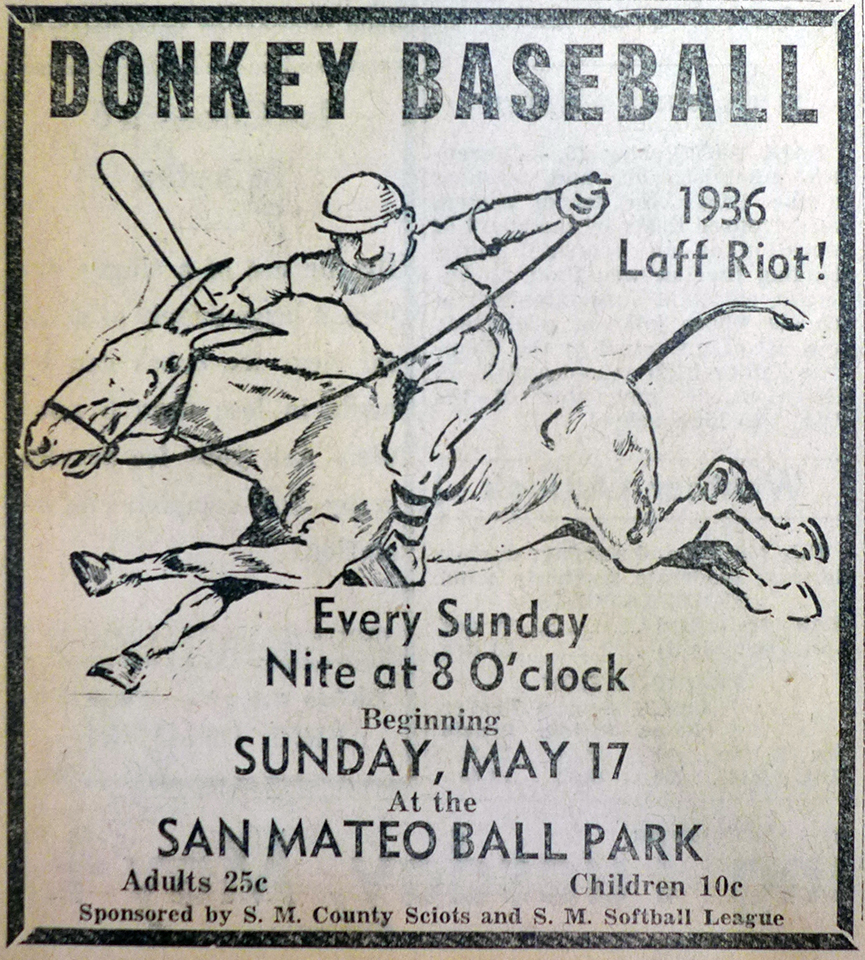 DONKEY BASEBALL
1936
Laff Riot!
Every Sunday
Nite at 8 O'clock
Beginning
SUNDAY, MAY 17
At the
SAN MATEO BALL PARK
Adults 25c Children 10c
Sponsored by S. M. County Sciots and S. M. Softball League